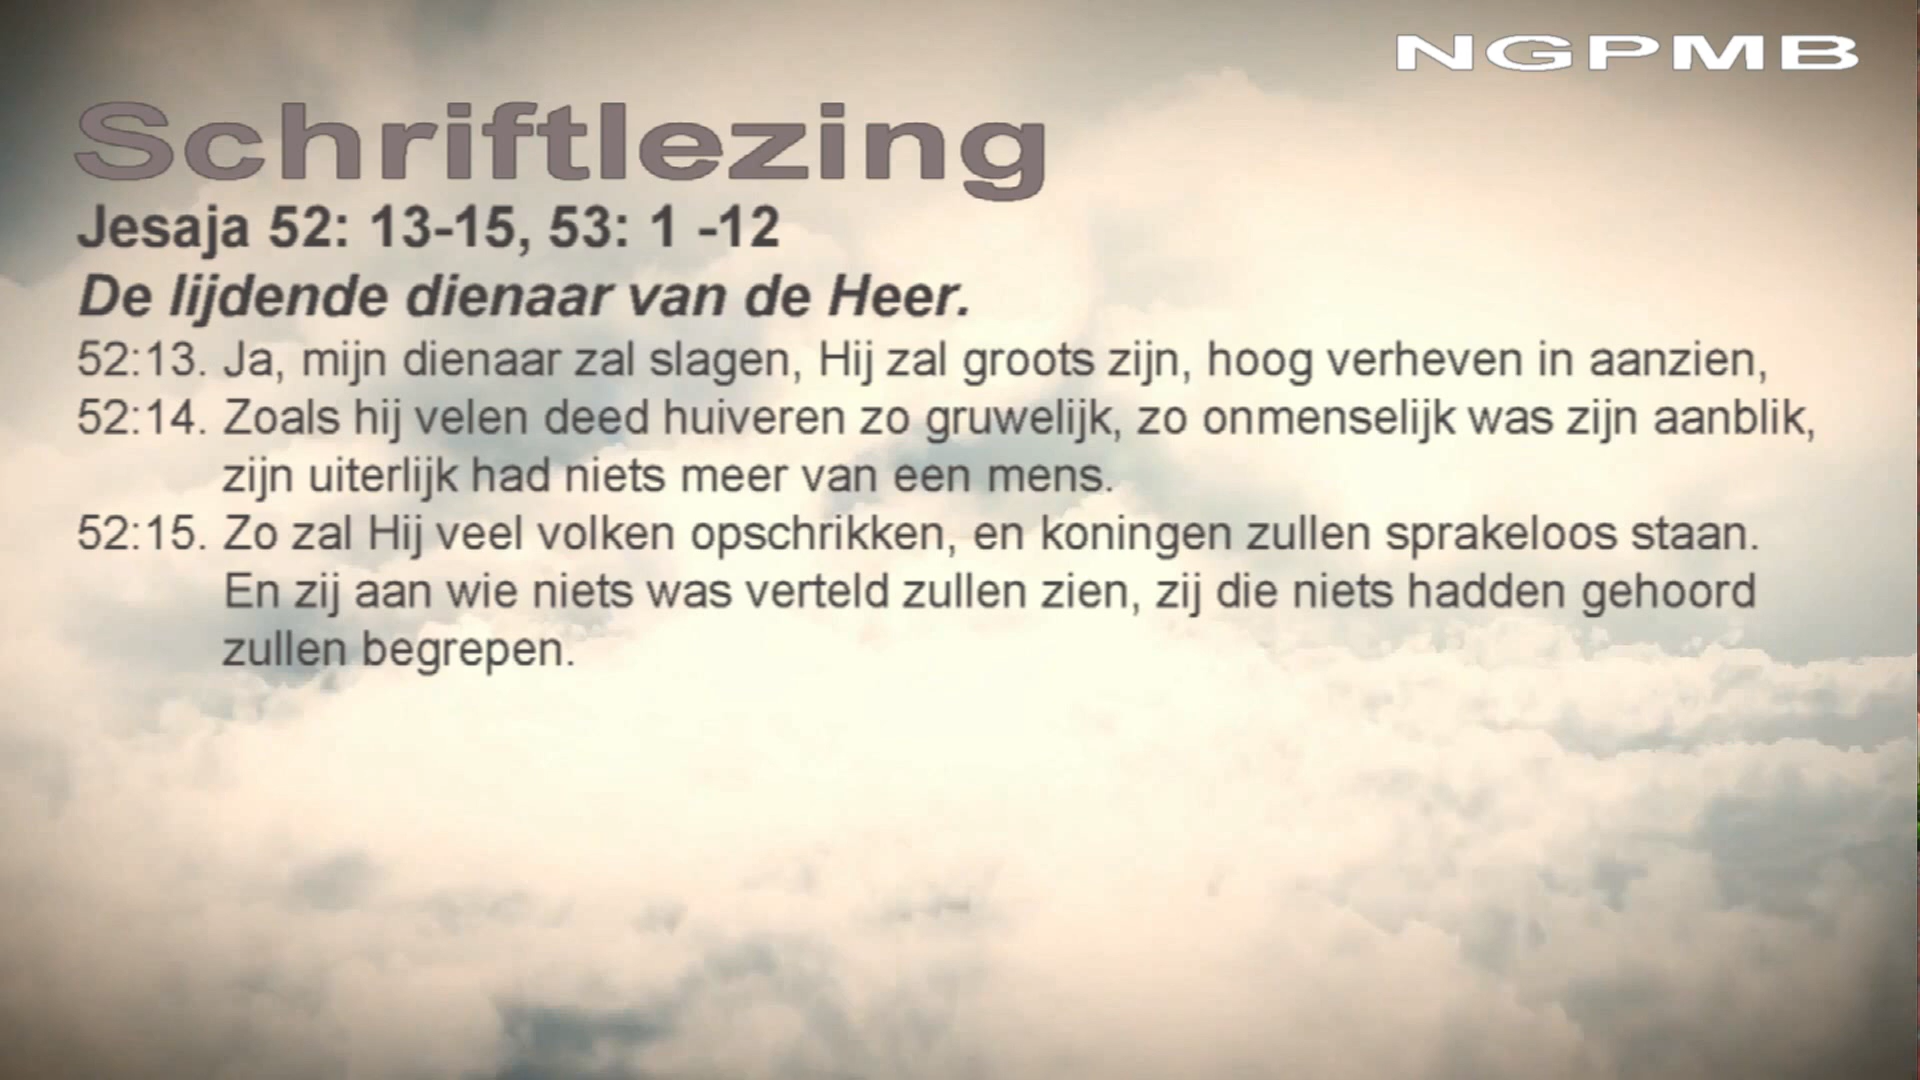 NGPMB
Schriftlezing
Jesaja 52: 13-15, 53: 1 -12
De lijdende dienaar van de Heer.
52:13. Ja, mijn dienaar zal slagen, Hij zal groots zijn, hoog verheven in aanzien,
52:14. Zoals hij velen deed huiveren zo gruwelijk, zo onmenselijk was zijn aanblik,
zijn uiterlijk had niets meer van een mens.
52:15. Zo zal Hij veel volken opschrikken, en koningen zullen sprakeloos staan.
En zij aan wie niets was verteld zullen zien, zij die niets hadden gehoord
zullen begrepen.